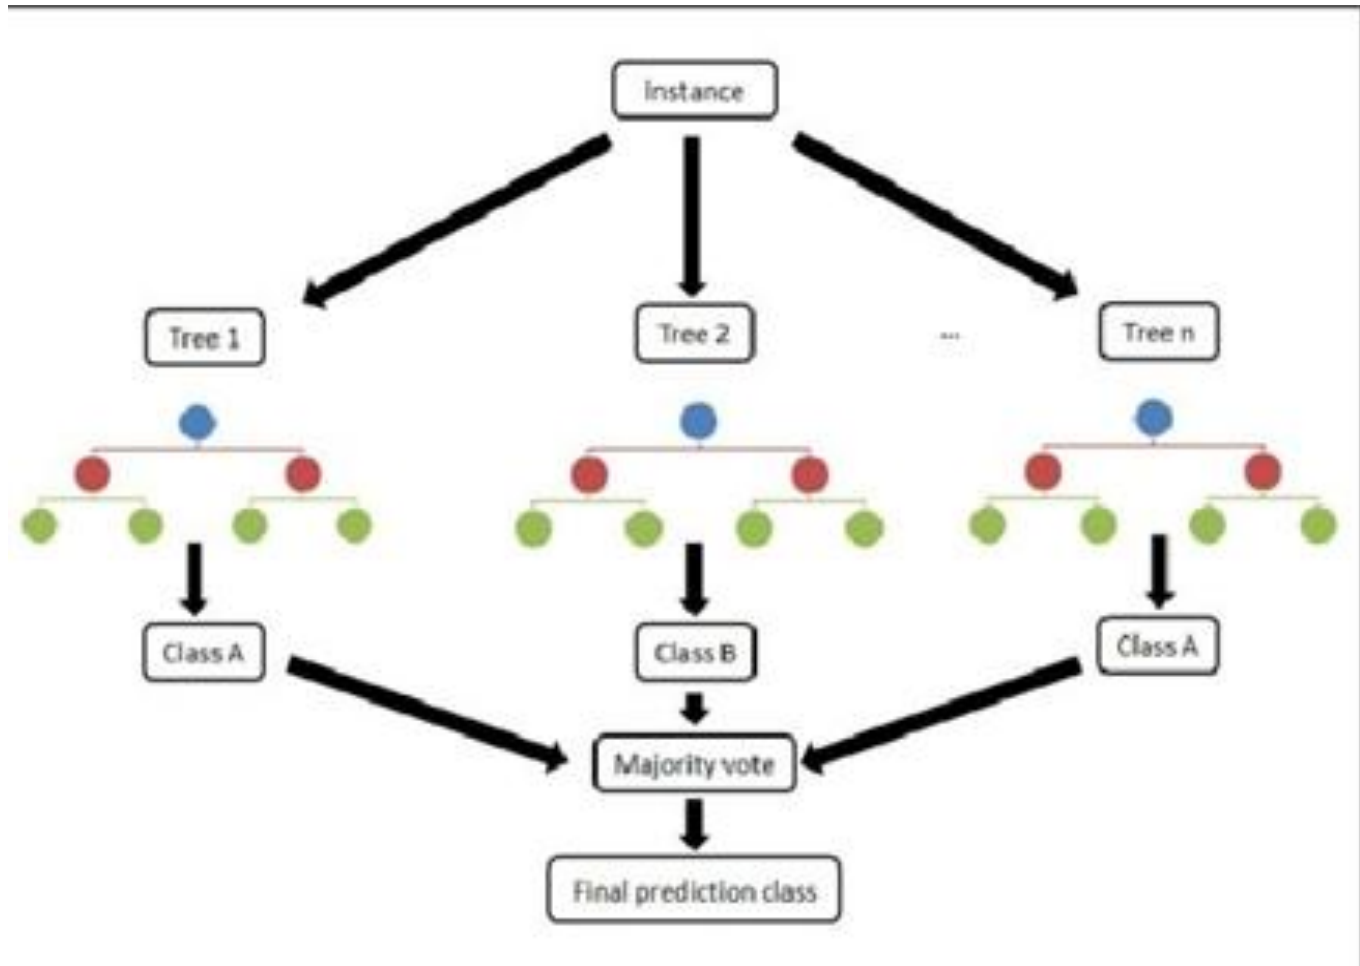 Instance
Tree 1
Tree 2
...
Tree n
Class A
Class B
Class A
Majority vote
Final prediction class